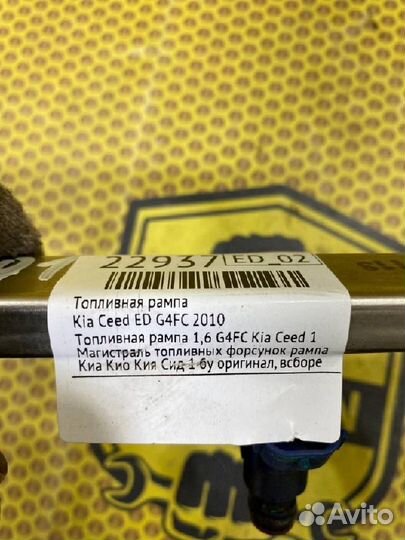 22937 ED_02
Топливная рампа
Kia Ceed ED G4FC 2010
Топливная рампа 1,6 G4FC Kia Ceed 1
Магистраль топливных форсунок рампа
Киа Кио Кия Сид 1 бу оригинал, всборе
Avito